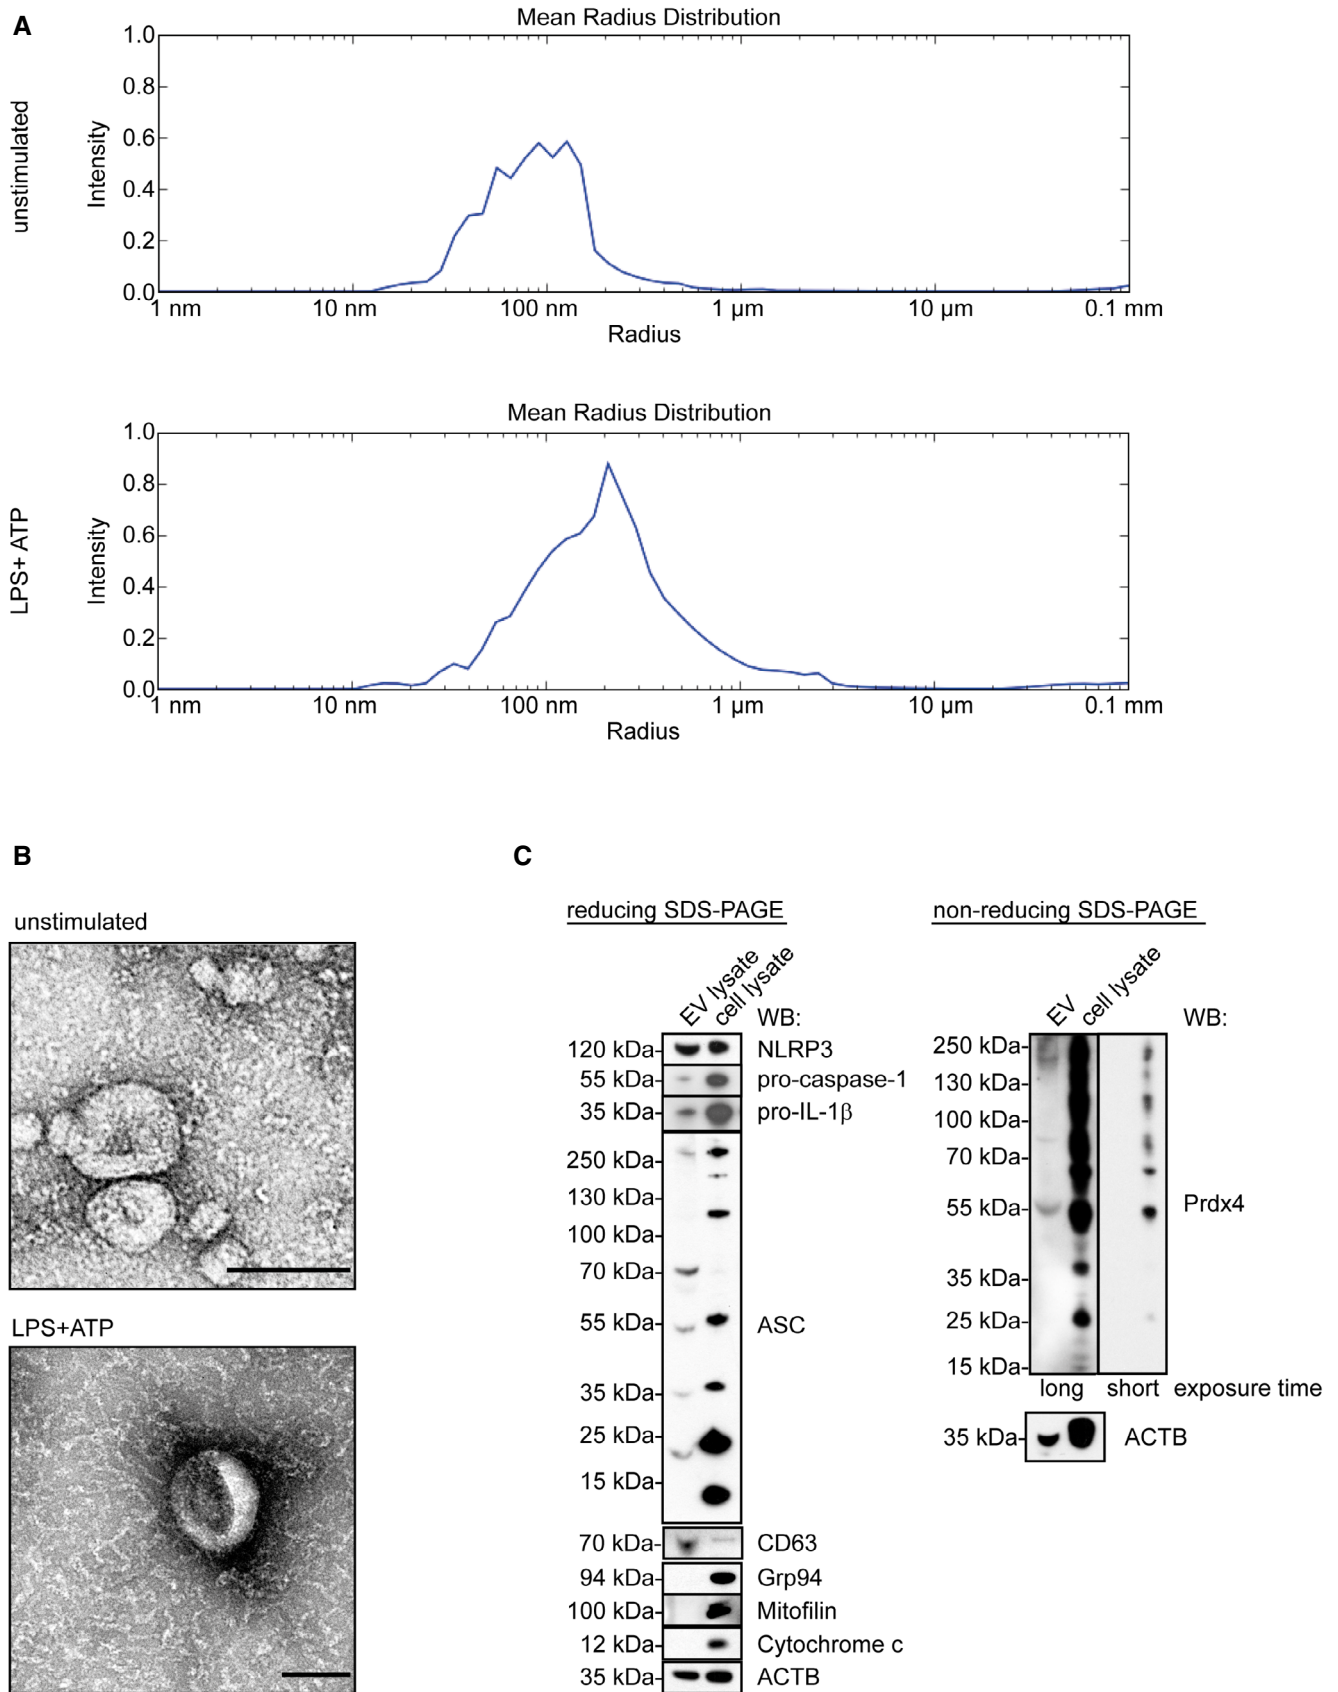 A
Mean Radius Distribution
unstimulated
Intensity
1.0
0.8
0.6
0.4
0.2
0.0
1 nm 10 nm 100 nm 1 µm 10 µm 0.1 mm
Radius
Mean Radius Distribution
LPS+ ATP
Intensity
1.0
0.8
0.6
0.4
0.2
0.0
1 nm 10 nm 100 nm 1 µm 10 µm 0.1 mm
Radius
B
unstimulated
LPS+ATP
C
reducing SDS-PAGE
EV lysate
cell lysate
WB:
120 kDa- NLRP3
55 kDa- pro-caspase-1
35 kDa- pro-IL-1β
250 kDa-
130 kDa-
100 kDa-
70 kDa-
55 kDa- ASC
35 kDa-
25 kDa-
15 kDa-
70 kDa- CD63
94 kDa- Grp94
100 kDa- Mitofilin
12 kDa- Cytochrome c
35 kDa- ACTB
non-reducing SDS-PAGE
EV
cell lysate
WB:
250 kDa-
130 kDa-
100 kDa-
70 kDa-
55 kDa- Prdx4
35 kDa-
25 kDa-
15 kDa-
long short exposure time
35 kDa- ACTB